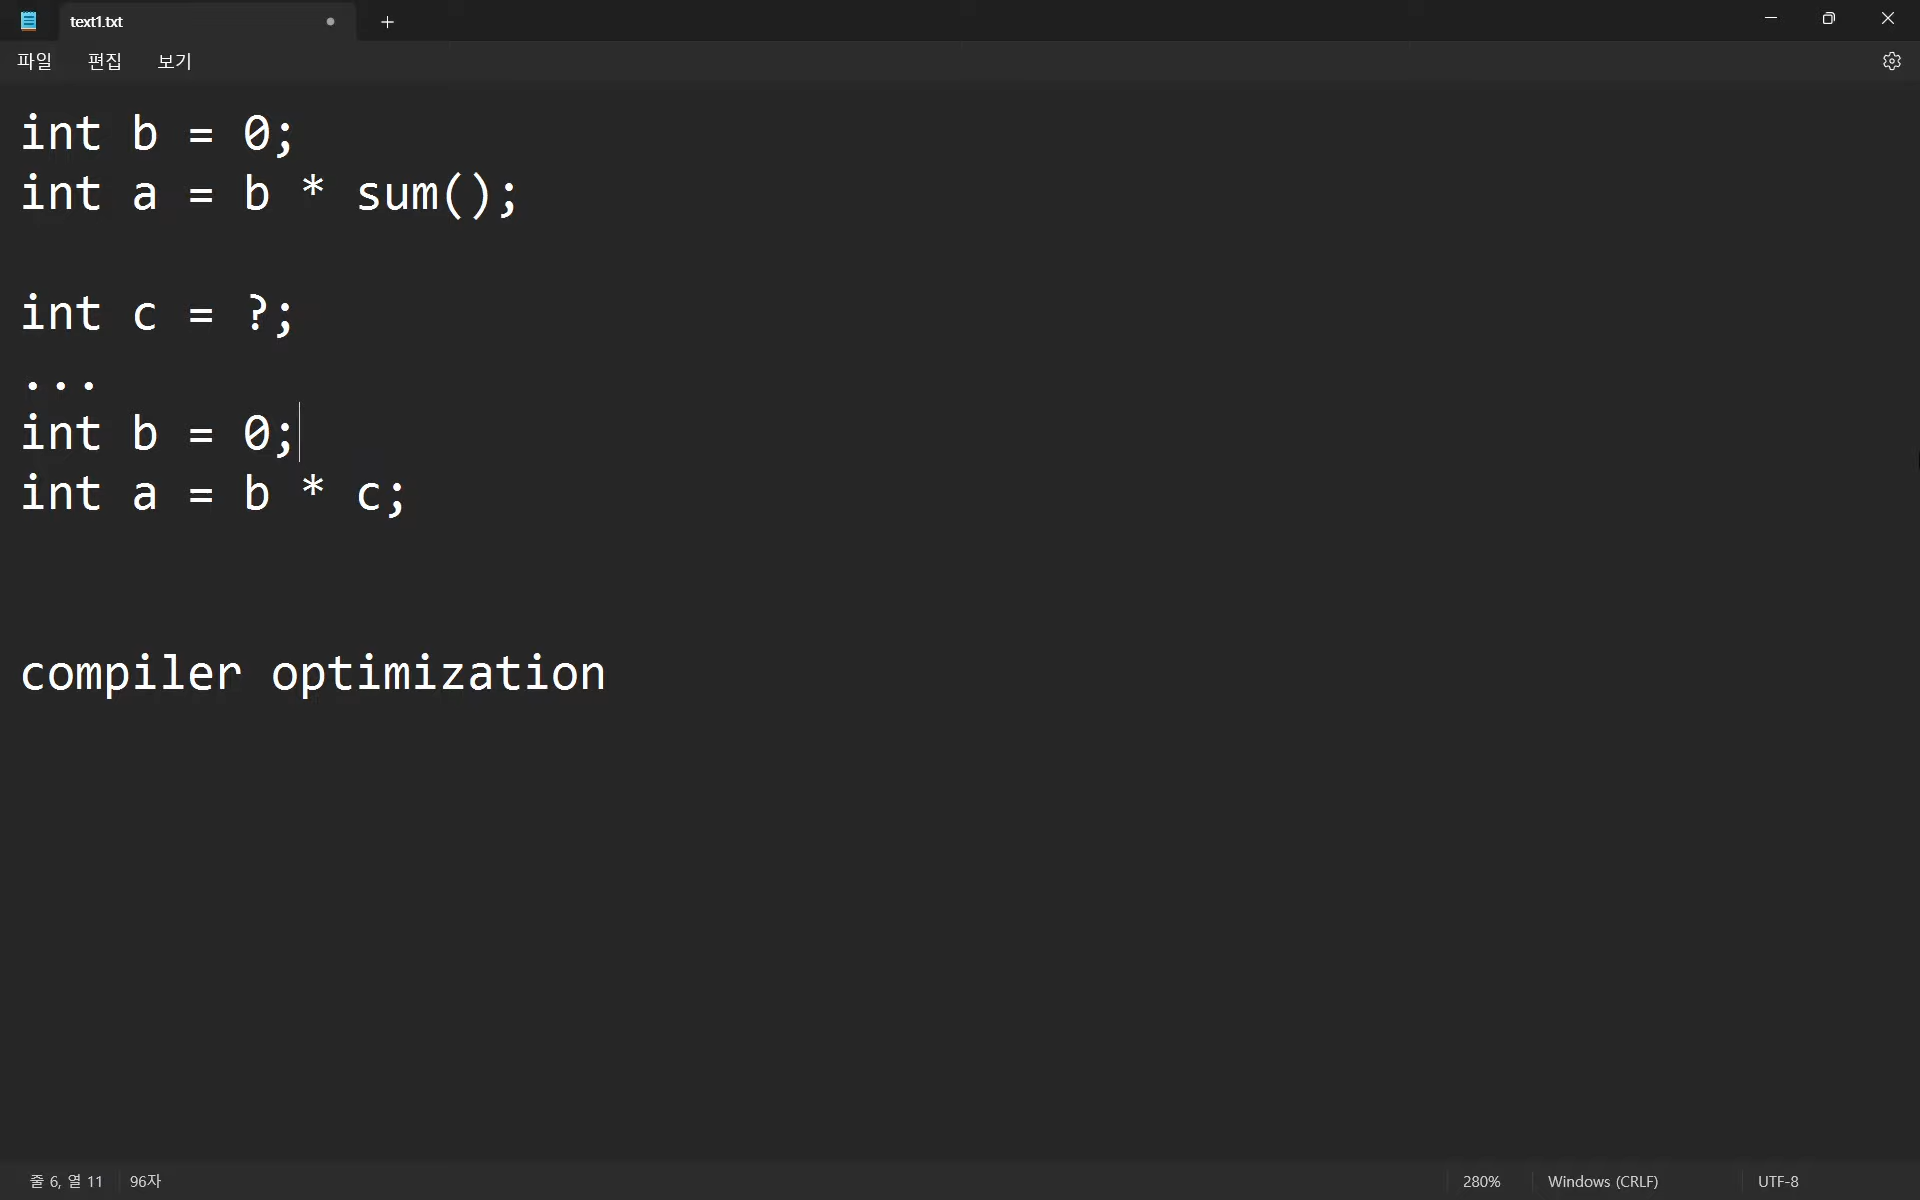 text1.txt
파일 편집 보기
int b = 0;
int a = b * sum();
int c = ?;
...
int b = 0;
int a = b * c;
compiler optimization
줄 6, 열 11 96자 280% Windows (CRLF) UTF-8